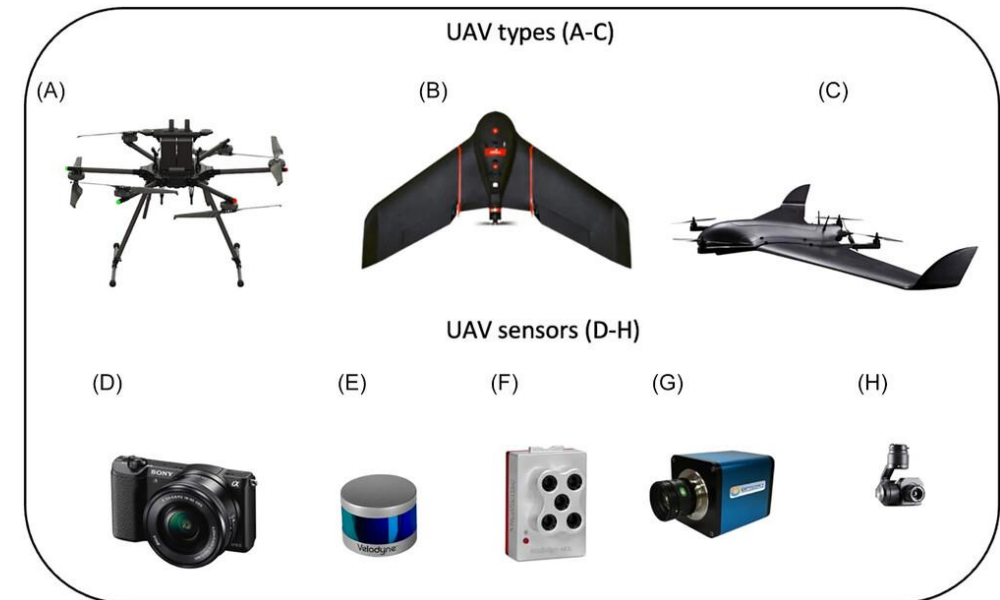 UAV types (A-C)
(A)
(B)
(C)
UAV sensors (D-H)
(D)
(E)
(F)
(G)
(H)
SONY
α
Velodyne